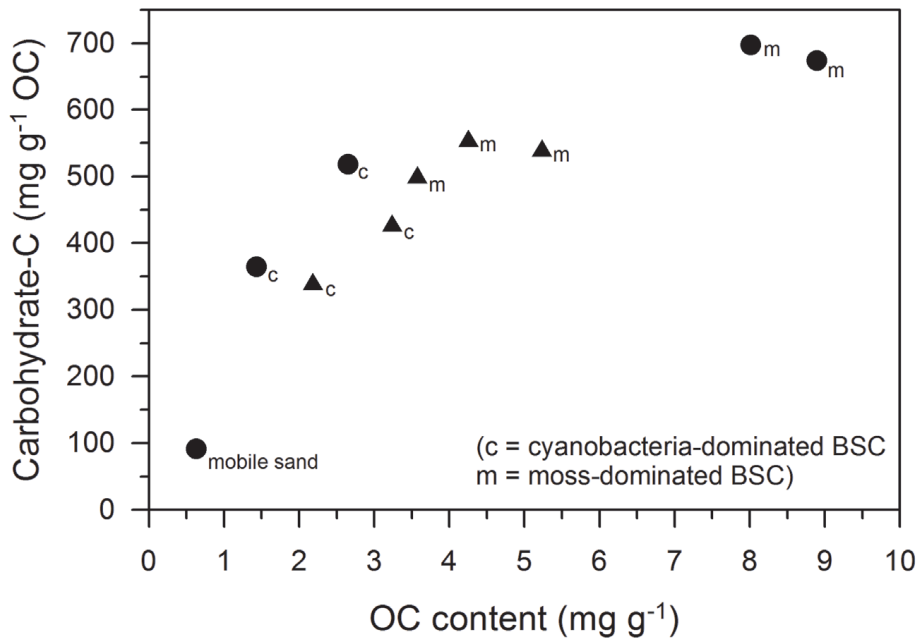 Carbohydrate-C (mg g⁻¹ OC)
700
600
500
400
300
200
100
0
m
m
m
m
c
m
c
c
c
mobile sand
(c = cyanobacteria-dominated BSC
m = moss-dominated BSC)
0 1 2 3 4 5 6 7 8 9 10
OC content (mg g⁻¹)